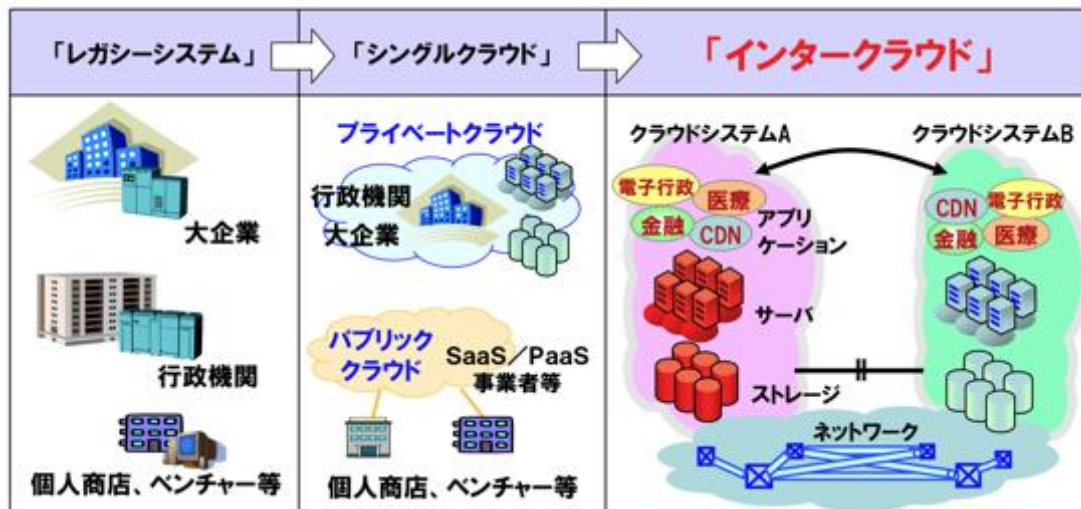 「レガシーシステム」
「シングルクラウド」
「インタークラウド」
大企業
行政機関
個人商店、ベンチャー等
プライベートクラウド
行政機関
大企業
パブリック
クラウド
SaaS／PaaS
事業者等
個人商店、ベンチャー等
クラウドシステムA
電子行政
医療
金融
CDN
アプリ
ケーション
サーバ
ストレージ
クラウドシステムB
CDN
電子行政
金融
医療
ネットワーク